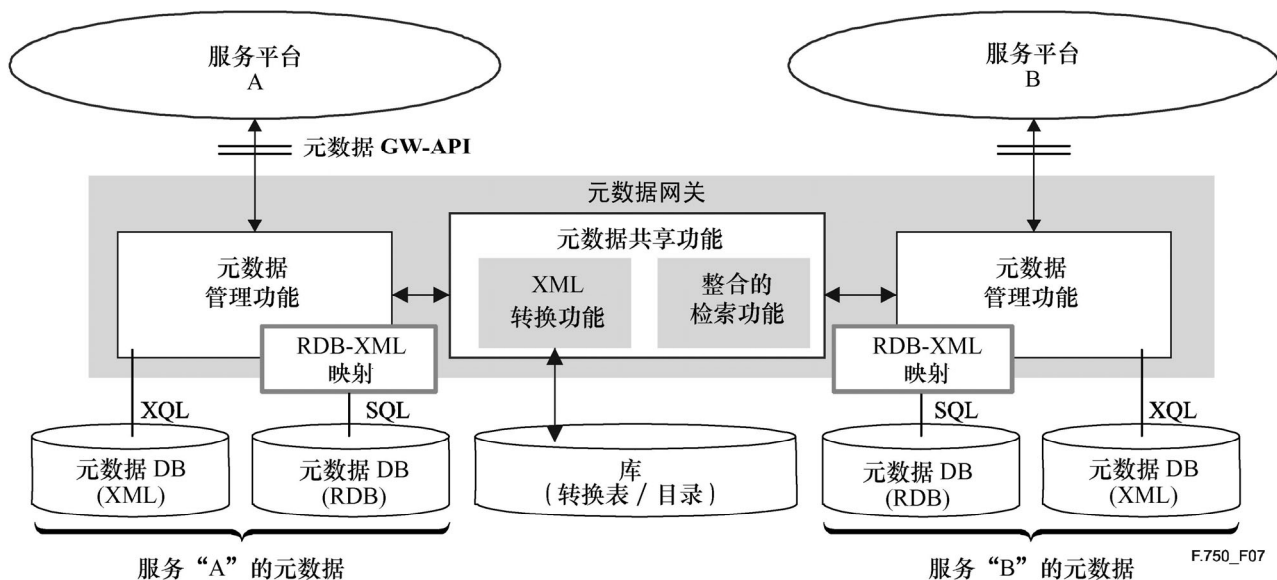 服务平台
A
服务平台
B
元数据 GW-API
元数据网关
元数据
管理功能
元数据共享功能
XML
转换功能
整合的
检索功能
元数据
管理功能
RDB-XML
映射
RDB-XML
映射
XQL
SQL
SQL
XQL
元数据 DB
(XML)
元数据 DB
(RDB)
库
(转换表 / 目录)
元数据 DB
(RDB)
元数据 DB
(XML)
服务“A”的元数据
服务“B”的元数据
F.750_F07